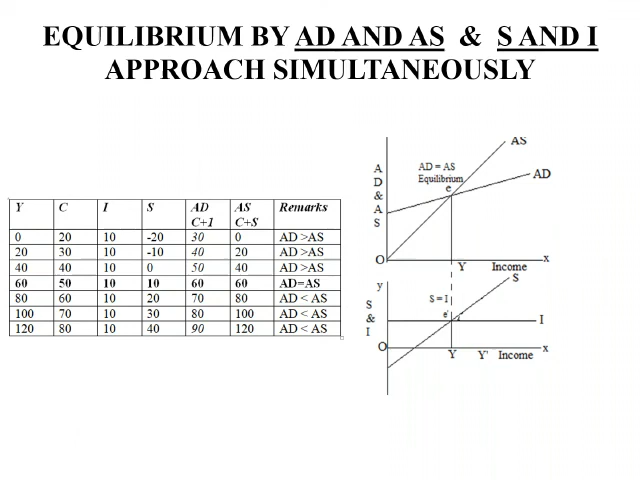 EQUILIBRIUM BY AD AND AS & S AND I
APPROACH SIMULTANEOUSLY
Y C I S AD C+1 AS C+S Remarks
0 20 10 -20 30 0 AD >AS
20 30 10 -10 40 20 AD >AS
40 40 10 0 50 40 AD >AS
60 50 10 10 60 60 AD=AS
80 60 10 20 70 80 AD < AS
100 70 10 30 80 100 AD < AS
120 80 10 40 90 120 AD < AS
A
D
&
A
S
AS
AD = AS
Equilibrium
e
AD
O
Y Income x
y
S
&
I
S
S = I
e'
I
O
Y Y' Income x